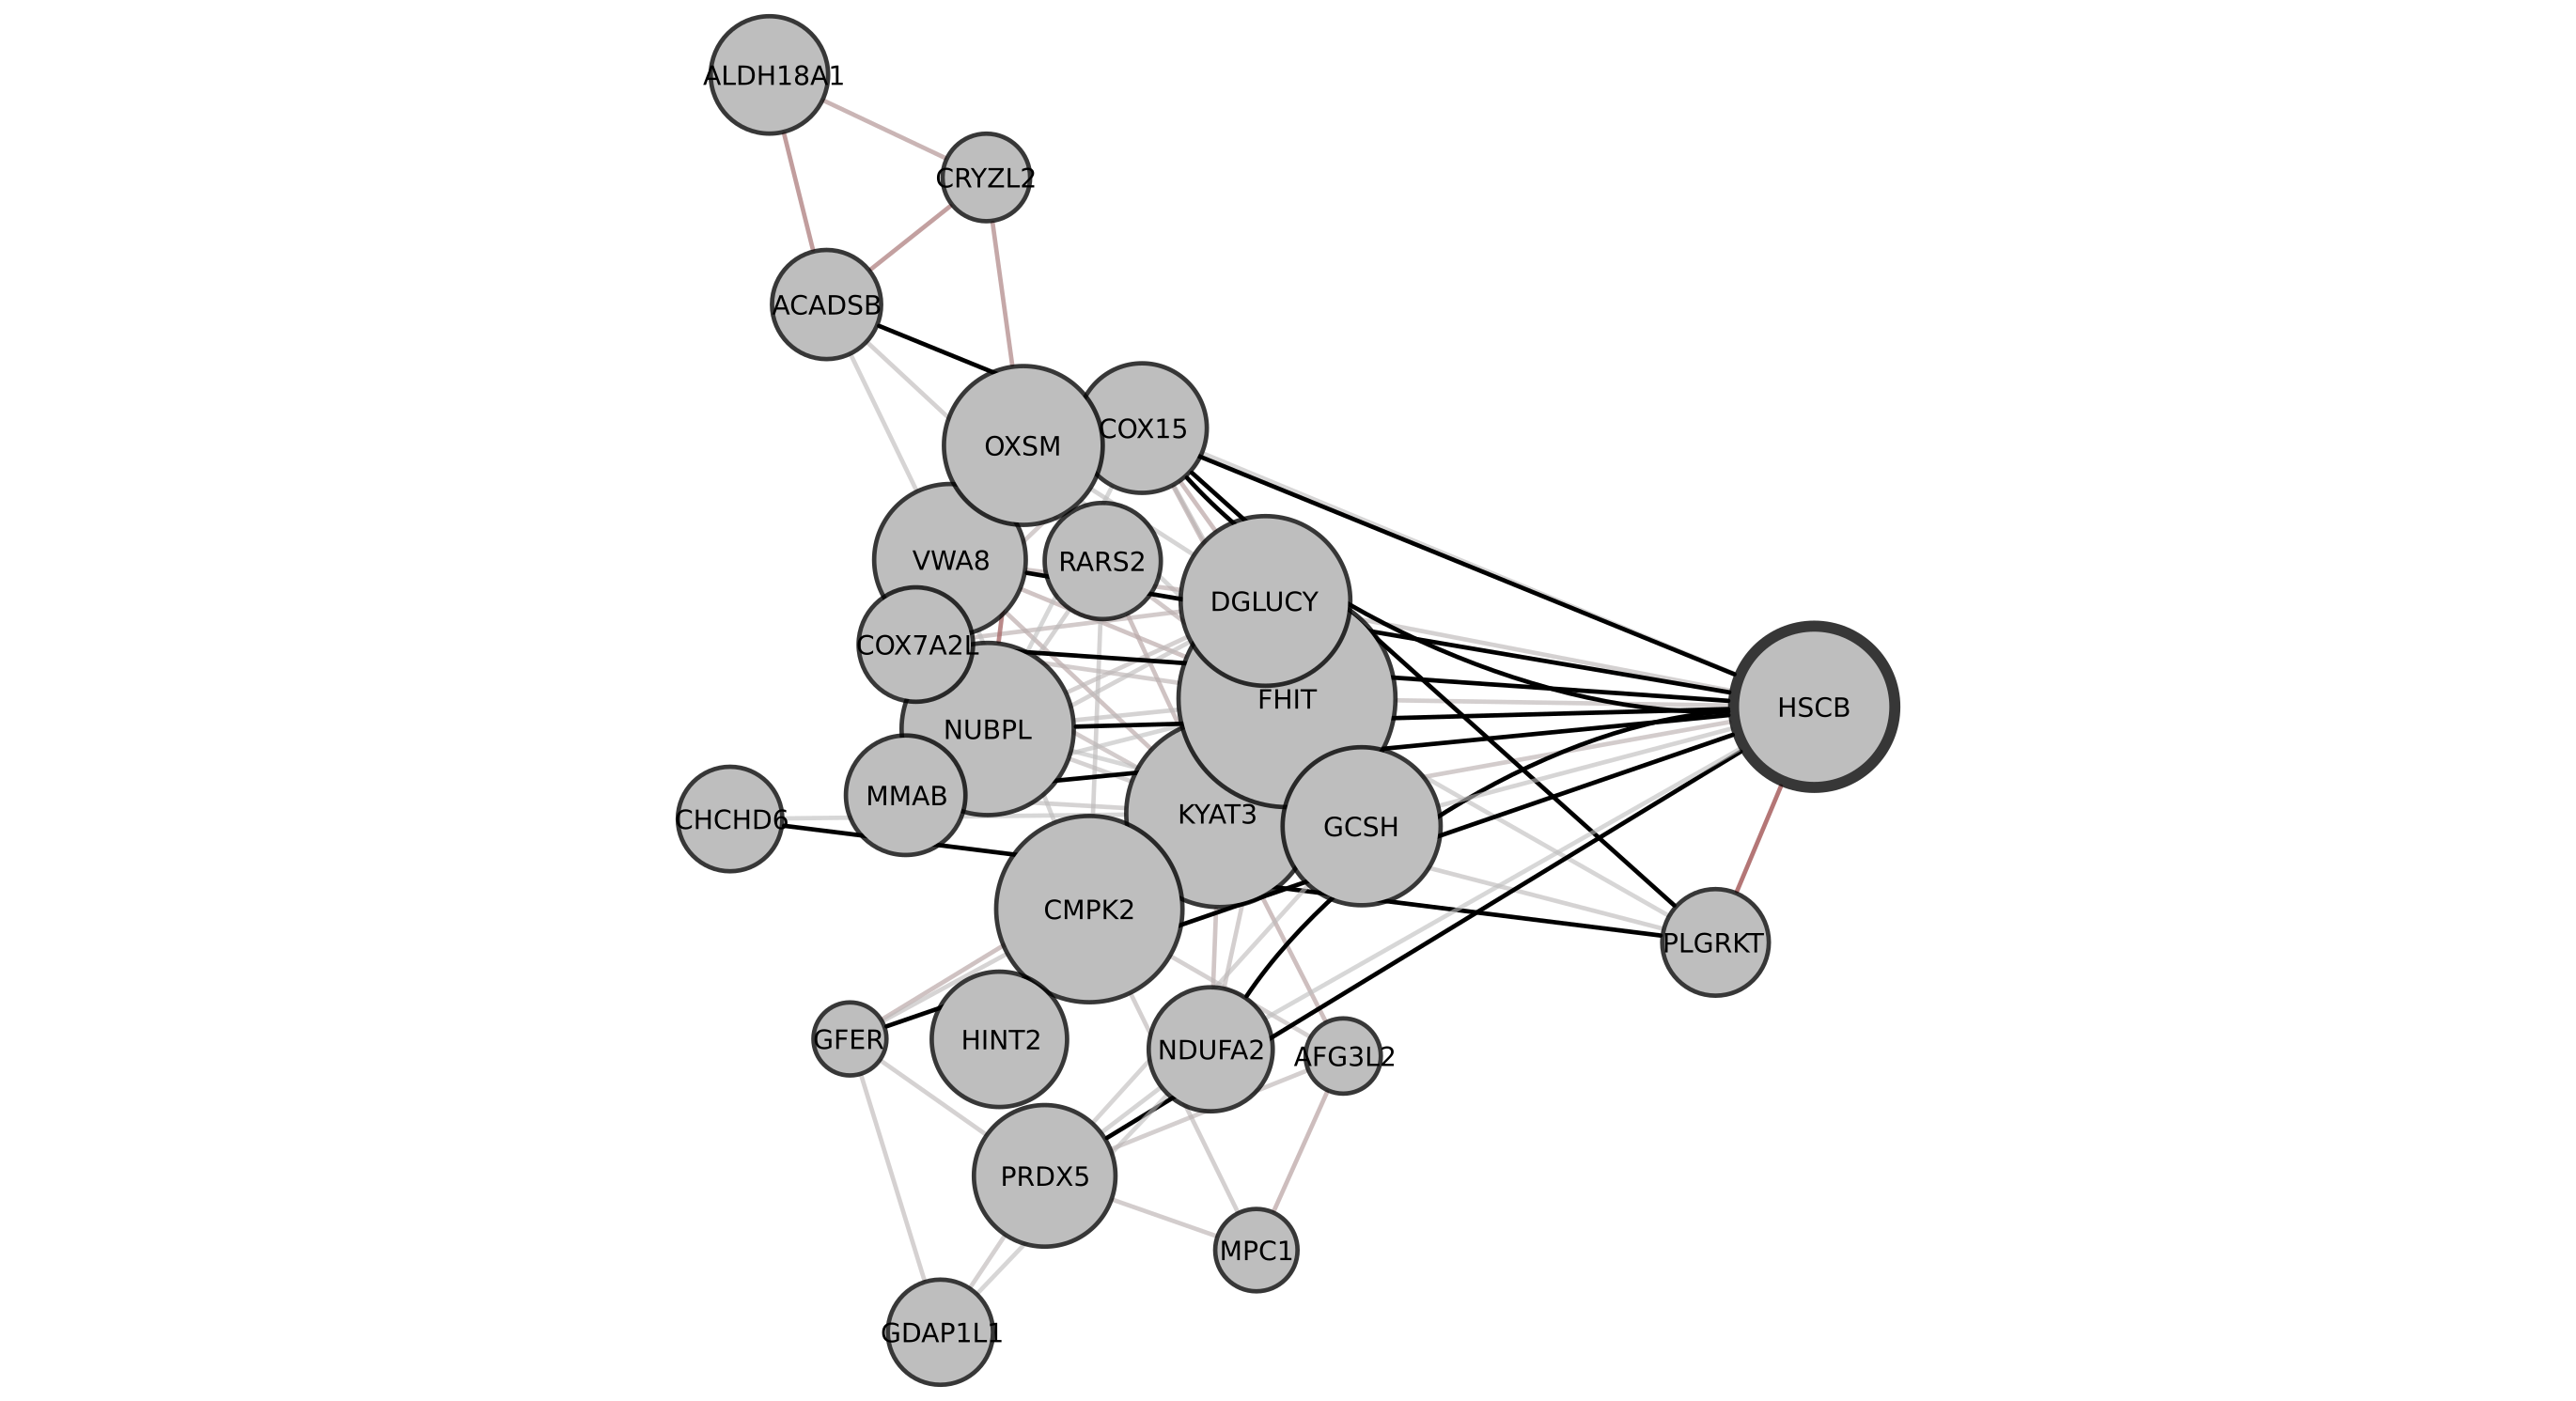 ALDH18A1
CRYZL2
ACADSB
COX15
OXSM
VWA8
RARS2
DGLUCY
COX7A2L
FHIT
HSCB
NUBPL
MMAB
KYAT3
CHCHD6
GCSH
CMPK2
PLGRKT
GFER
HINT2
NDUFA2
AFG3L2
PRDX5
MPC1
GDAP1L1